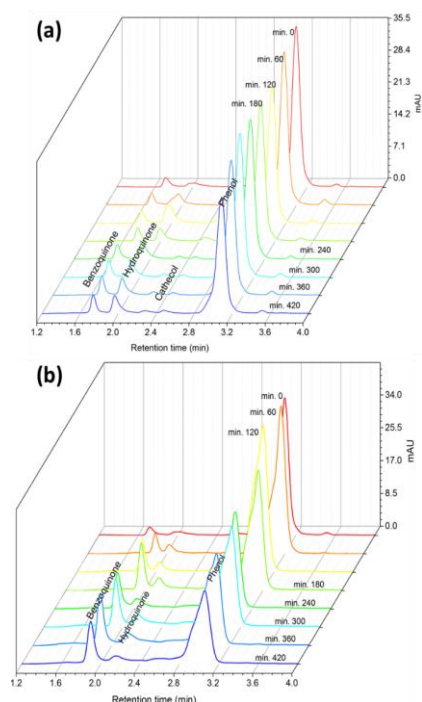 (a)
35.5
28.4
21.3
14.2
7.1
0.0
mAU
min. 0
min. 60
min. 120
min. 180
min. 240
min. 300
min. 360
min. 420
Benzoquinone
Hydroquinone
Cathecol
Phenol
1.2 1.6 2.0 2.4 2.8 3.2 3.6 4.0
Retention time (min)
(b)
34.0
25.5
17.0
8.5
0.0
mAU
min. 0
min. 60
min. 120
min. 180
min. 240
min. 300
min. 360
min. 420
Benzoquinone
Hydroquinone
Phenol
1.2 1.6 2.0 2.4 2.8 3.2 3.6 4.0
Retention time (min)